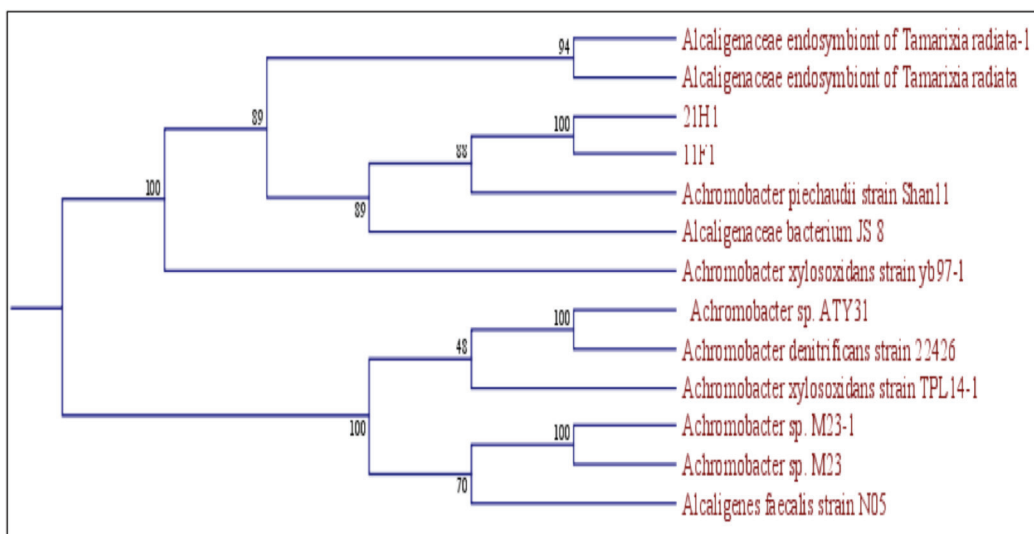 94
Alcaligenaceae endosymbiont of Tamarixia radiata-1
Alcaligenaceae endosymbiont of Tamarixia radiata
89
100
21H1
11F1
88
Achromobacter piechaudii strain Shan11
100
89
Alcaligenaceae bacterium JS 8
Achromobacter xylosoxidans strain yb97-1
100
Achromobacter sp. ATY31
48
Achromobacter denitrificans strain 22426
Achromobacter xylosoxidans strain TPL14-1
100
100
Achromobacter sp. M23-1
Achromobacter sp. M23
70
Alcaligenes faecalis strain N05